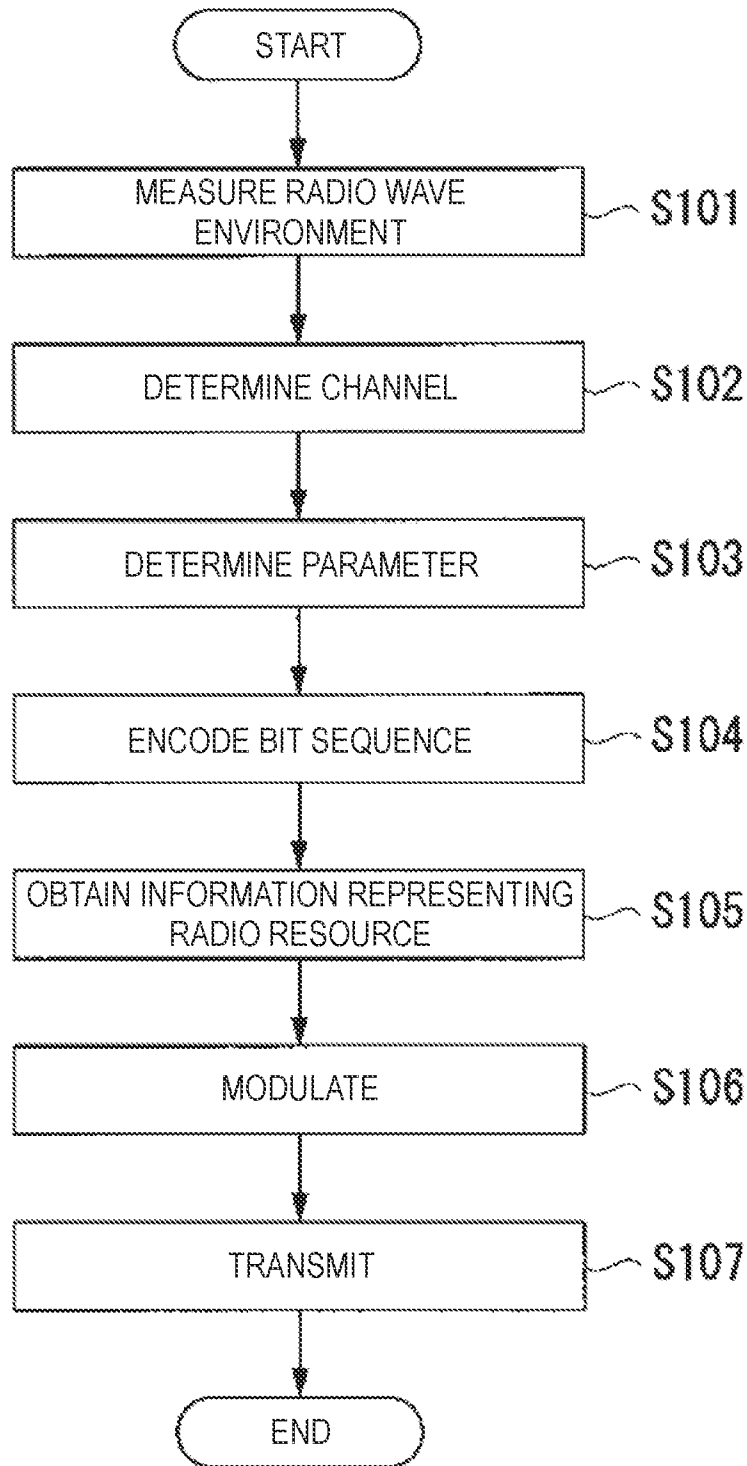 START
MEASURE RADIO WAVE
ENVIRONMENT
S101
DETERMINE CHANNEL
S102
DETERMINE PARAMETER
S103
ENCODE BIT SEQUENCE
S104
OBTAIN INFORMATION REPRESENTING
RADIO RESOURCE
S105
MODULATE
S106
TRANSMIT
S107
END